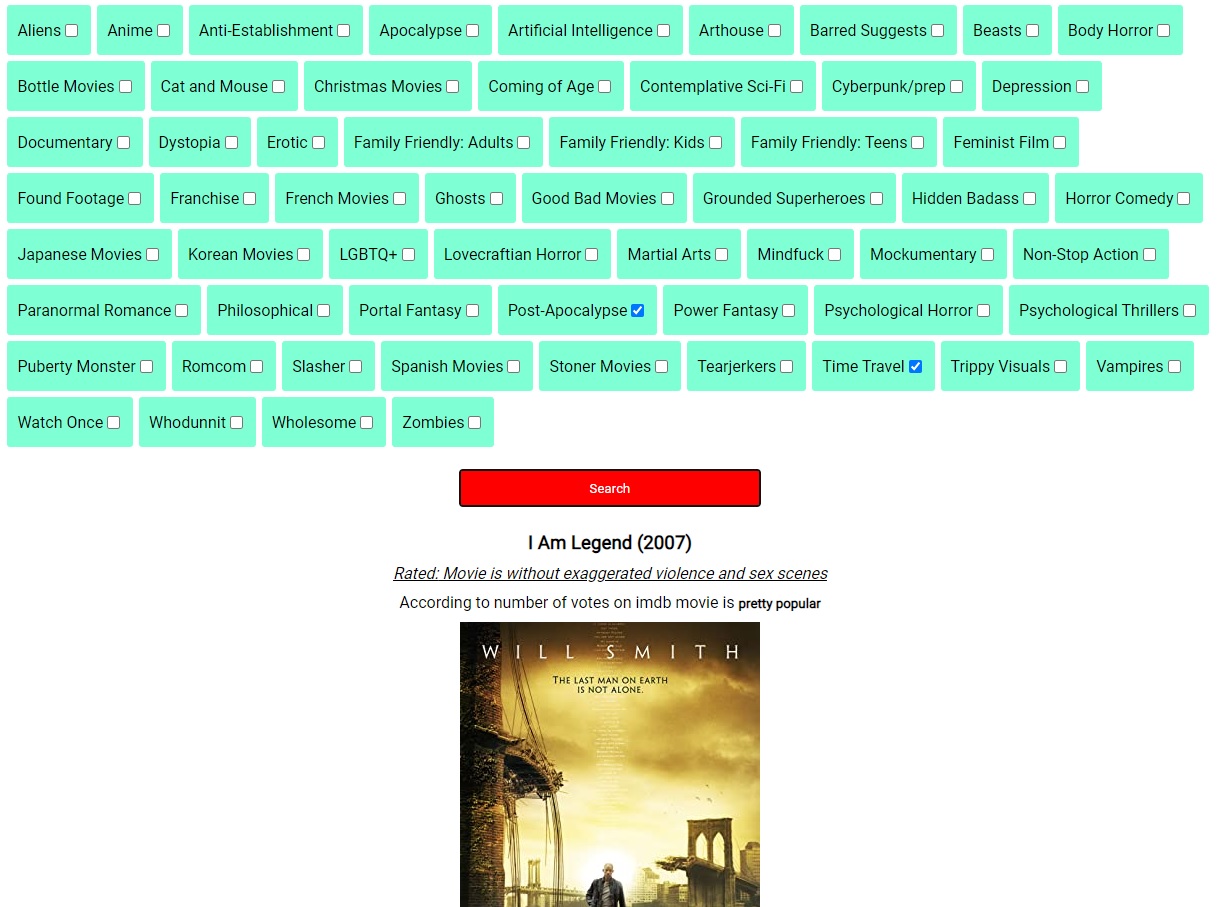 Aliens Anime Anti-Establishment Apocalypse Artificial Intelligence Arthouse Barred Suggests Beasts Body Horror
Bottle Movies Cat and Mouse Christmas Movies Coming of Age Contemplative Sci-Fi Cyberpunk/prep Depression
Documentary Dystopia Erotic Family Friendly: Adults Family Friendly: Kids Family Friendly: Teens Feminist Film
Found Footage Franchise French Movies Ghosts Good Bad Movies Grounded Superheroes Hidden Badass Horror Comedy
Japanese Movies Korean Movies LGBTQ+ Lovecraftian Horror Martial Arts Mindfuck Mockumentary Non-Stop Action
Paranormal Romance Philosophical Portal Fantasy Post-Apocalypse Power Fantasy Psychological Horror Psychological Thrillers
Puberty Monster Romcom Slasher Spanish Movies Stoner Movies Tearjerkers Time Travel Trippy Visuals Vampires
Watch Once Whodunnit Wholesome Zombies
Search
I Am Legend (2007)
Rated: Movie is without exaggerated violence and sex scenes
According to number of votes on imdb movie is pretty popular
WILL SMITH
THE LAST MAN ON EARTH
IS NOT ALONE.